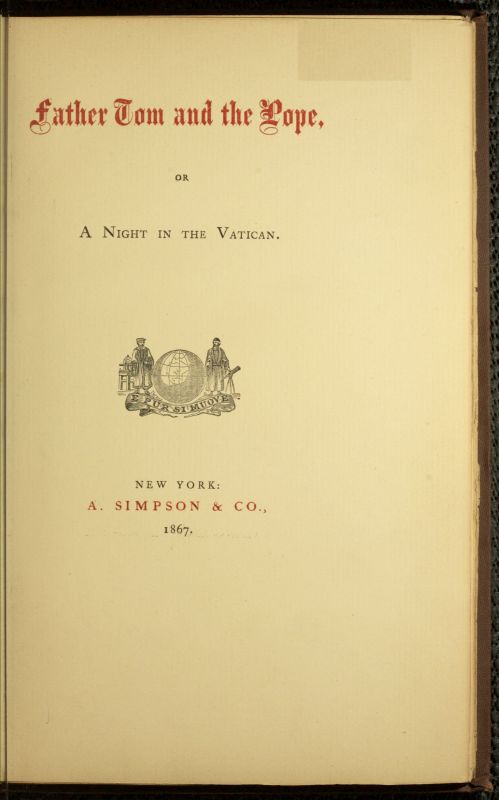 Father Tom and the Pope,
OR
A NIGHT IN THE VATICAN.
E PUR SI MUOVE
NEW YORK:
A. SIMPSON & CO.,
1867.